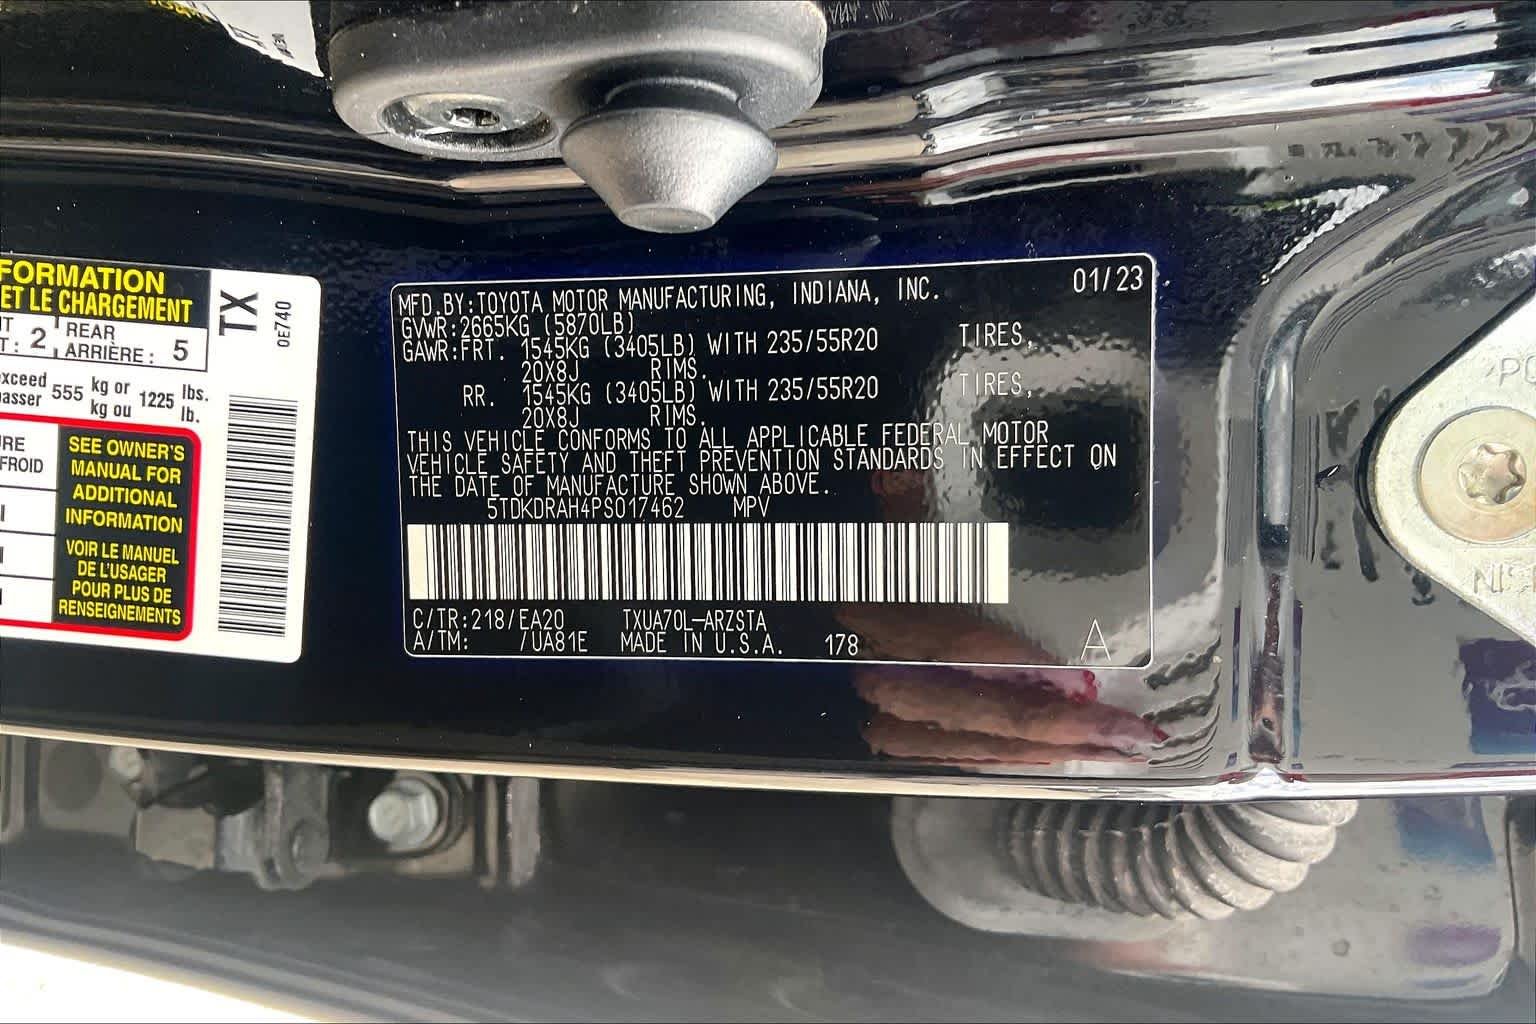 FORMATION
ET LE CHARGEMENT
2 REAR
ARRIÈRE : 5
555 kg or 1225 lbs.
kg ou lb.
FROID
SEE OWNER'S
MANUAL FOR
ADDITIONAL
INFORMATION
VOIR LE MANUEL
DE L'USAGER
POUR PLUS DE
RENSEIGNEMENTS
TX
0E740
MFD.BY:TOYOTA MOTOR MANUFACTURING, INDIANA, INC. 01/23
GVWR:2665KG (5870LB)
GAWR:FRT. 1545KG (3405LB) WITH 235/55R20 TIRES,
20X8J RIMS.
RR. 1545KG (3405LB) WITH 235/55R20 TIRES,
20X8J RIMS.
THIS VEHICLE CONFORMS TO ALL APPLICABLE FEDERAL MOTOR
VEHICLE SAFETY AND THEFT PREVENTION STANDARDS IN EFFECT ON
THE DATE OF MANUFACTURE SHOWN ABOVE.
5TDKDRAH4PS017462 MPV
C/TR:218/EA20 TXUA70L-ARZSTA
A/TM: /UA81E MADE IN U.S.A. 178 A